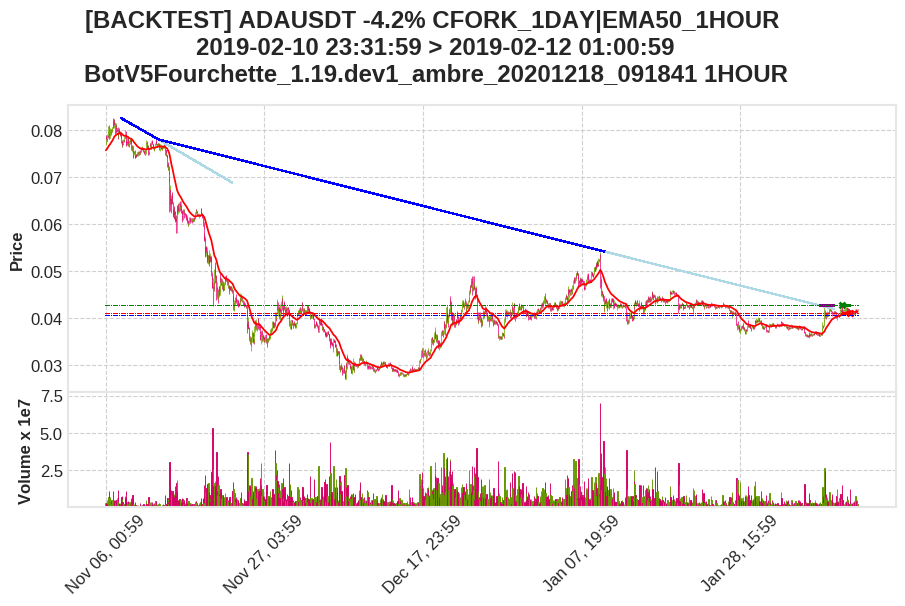 [BACKTEST] ADAUSDT -4.2% CFORK_1DAY|EMA50_1HOUR
2019-02-10 23:31:59 > 2019-02-12 01:00:59
BotV5Fourchette_1.19.dev1_ambre_20201218_091841 1HOUR
Price
0.08
0.07
0.06
0.05
0.04
0.03
Volume x 1e7
7.5
5.0
2.5
Nov 06, 00:59
Nov 27, 03:59
Dec 17, 23:59
Jan 07, 19:59
Jan 28, 15:59